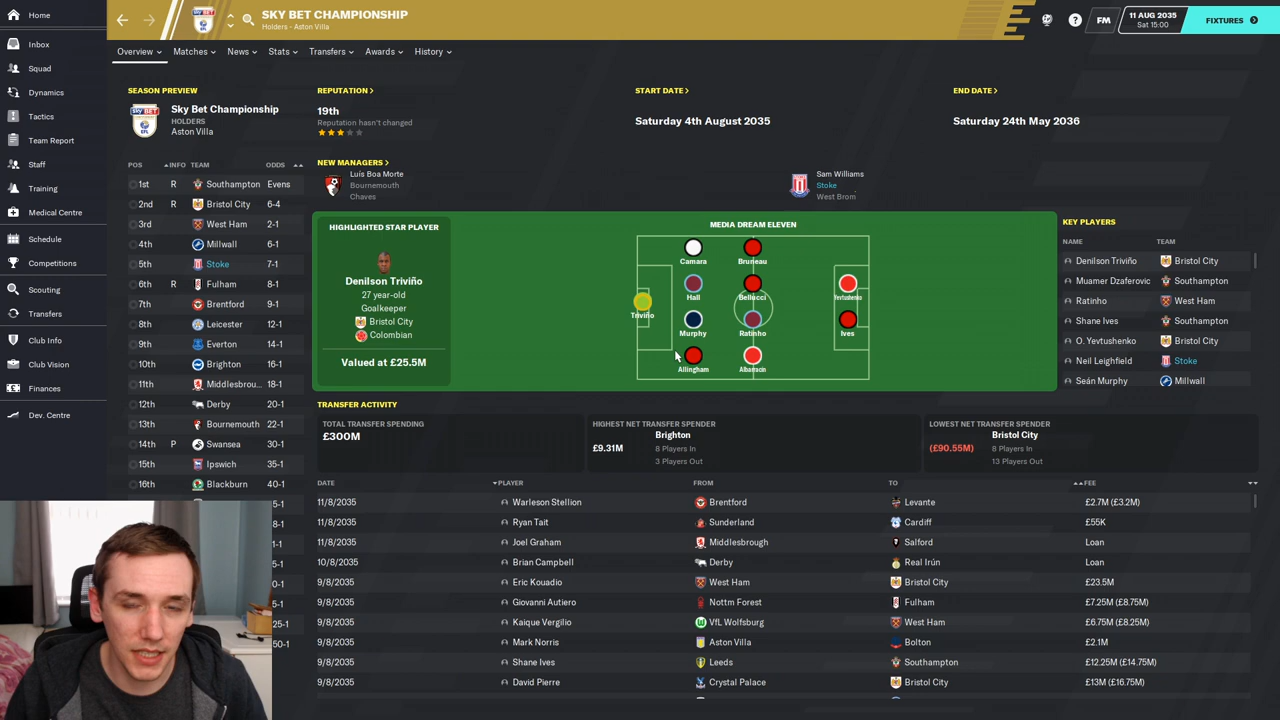 Home
SKY BET CHAMPIONSHIP
Holders - Aston Villa
FM
11 AUG 2035
Sat 15:00
FIXTURES
Inbox
Squad
Dynamics
Tactics
Team Report
Staff
Training
Medical Centre
Schedule
Competitions
Scouting
Transfers
Club Info
Club Vision
Finances
Dev. Centre
Overview
Matches
News
Stats
Transfers
Awards
History
SEASON PREVIEW
Sky Bet Championship
HOLDERS
Aston Villa
REPUTATION >
19th
Reputation hasn't changed
START DATE >
Saturday 4th August 2035
END DATE >
Saturday 24th May 2036
POS INFO TEAM ODDS
1st R Southampton Evens
2nd R Bristol City 6-4
3rd West Ham 2-1
4th Millwall 6-1
5th Stoke 7-1
6th R Fulham 8-1
7th Brentford 9-1
8th Leicester 12-1
9th Everton 14-1
10th Brighton 16-1
11th Middlesbrou... 18-1
12th Derby 20-1
13th Bournemouth 22-1
14th P Swansea 30-1
15th Ipswich 35-1
16th Blackburn 40-1
NEW MANAGERS >
Luís Boa Morte
Bournemouth
Chaves
Sam Williams
Stoke
West Brom
HIGHLIGHTED STAR PLAYER
Denilson Triviño
27 year-old
Goalkeeper
Bristol City
Colombian
Valued at £25.5M
MEDIA DREAM ELEVEN
Camara
Bruneau
Hall
Bellucci
Yevtushenko
Triviño
Murphy
Ratinho
Ives
Allingham
Albarracín
KEY PLAYERS
NAME TEAM
Denilson Triviño Bristol City
Muamer Dzaferovic Southampton
Ratinho West Ham
Shane Ives Southampton
O. Yevtushenko Bristol City
Neil Leighfield Stoke
Seán Murphy Millwall
TRANSFER ACTIVITY
TOTAL TRANSFER SPENDING
£300M
HIGHEST NET TRANSFER SPENDER
£9.31M
Brighton
8 Players In
3 Players Out
LOWEST NET TRANSFER SPENDER
(£90.55M)
Bristol City
8 Players In
13 Players Out
DATE PLAYER FROM TO FEE
11/8/2035 Warleson Stellion Brentford Levante £2.7M (£3.2M)
11/8/2035 Ryan Tait Sunderland Cardiff £55K
11/8/2035 Joel Graham Middlesbrough Salford Loan
10/8/2035 Brian Campbell Derby Real Irún Loan
9/8/2035 Eric Kouadio West Ham Bristol City £23.5M
9/8/2035 Giovanni Autiero Nottm Forest Fulham £7.25M (£8.75M)
9/8/2035 Kaique Vergilio VfL Wolfsburg West Ham £6.75M (£8.25M)
9/8/2035 Mark Norris Aston Villa Bolton £2.1M
9/8/2035 Shane Ives Leeds Southampton £12.25M (£14.75M)
9/8/2035 David Pierre Crystal Palace Bristol City £13M (£16.75M)